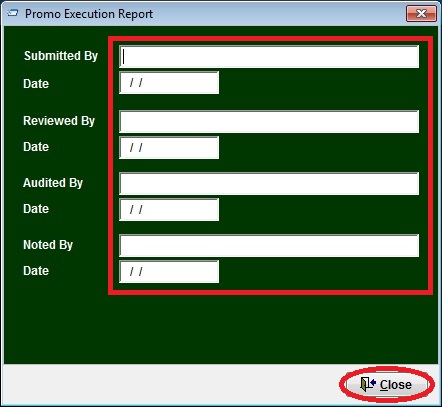 Promo Execution Report
Submitted By
Date / /
Reviewed By
Date / /
Audited By
Date / /
Noted By
Date / /
Close